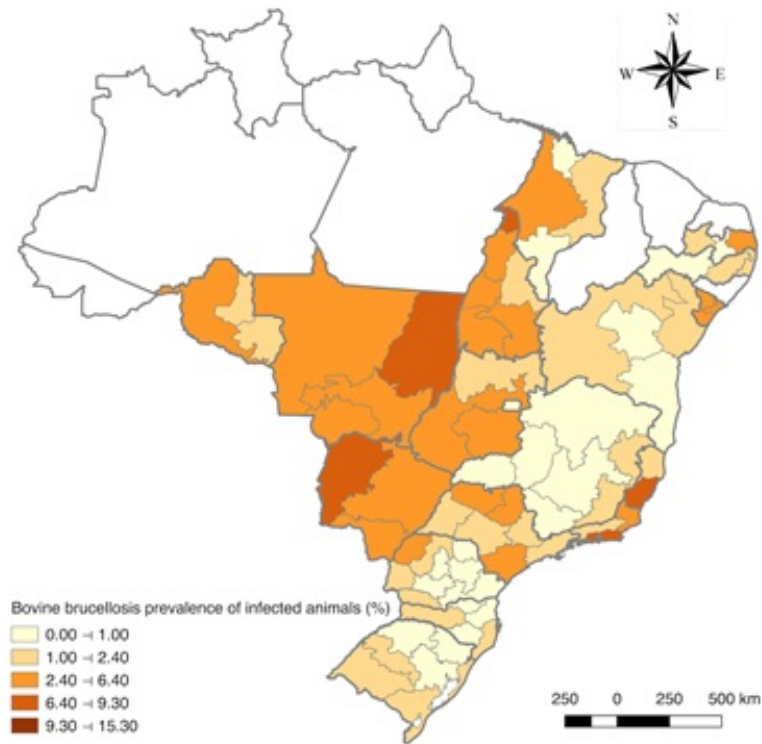 N
W E
S
Bovine brucellosis prevalence of infected animals (%)
0.00 ⊣ 1.00
1.00 ⊣ 2.40
2.40 ⊣ 6.40
6.40 ⊣ 9.30
9.30 ⊣ 15.30
250 0 250 500 km